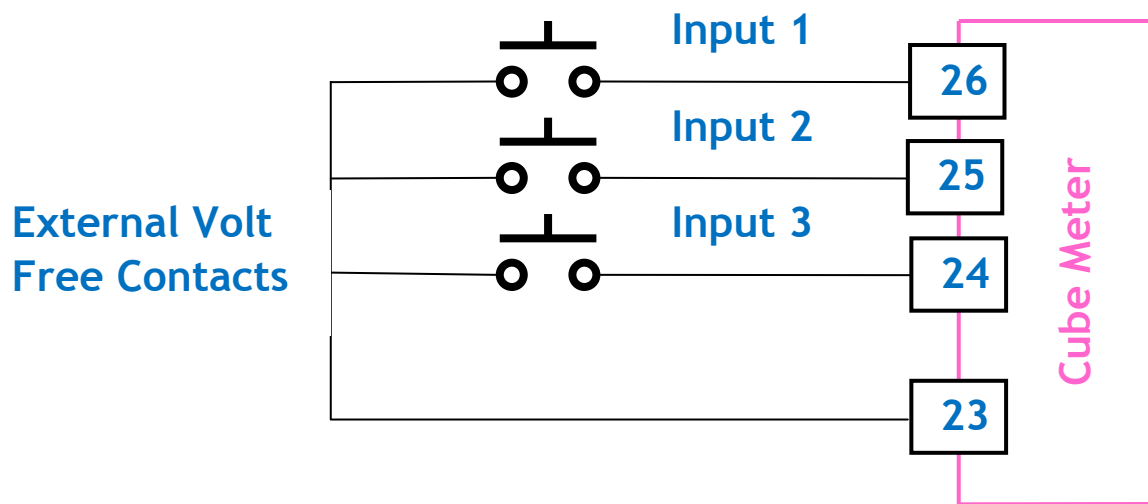 Input 1
26
Input 2
25
External Volt
Free Contacts
Input 3
24
Cube Meter
23